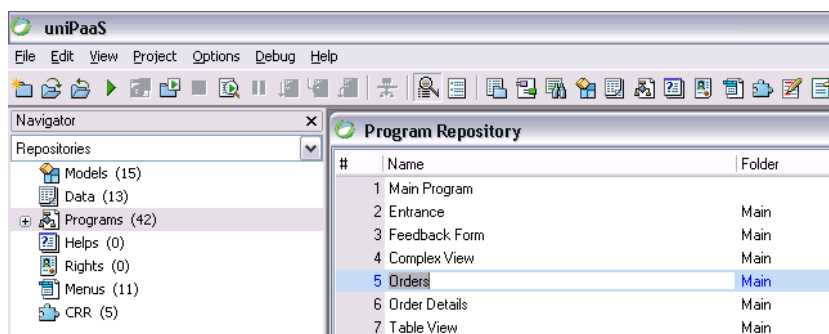 uniPaaS
File Edit View Project Options Debug Help
Navigator x
Repositories
Models (15)
Data (13)
Programs (42)
Helps (0)
Rights (0)
Menus (11)
CRR (5)
Program Repository
# Name Folder
1 Main Program
2 Entrance Main
3 Feedback Form Main
4 Complex View Main
5 Orders Main
6 Order Details Main
7 Table View Main